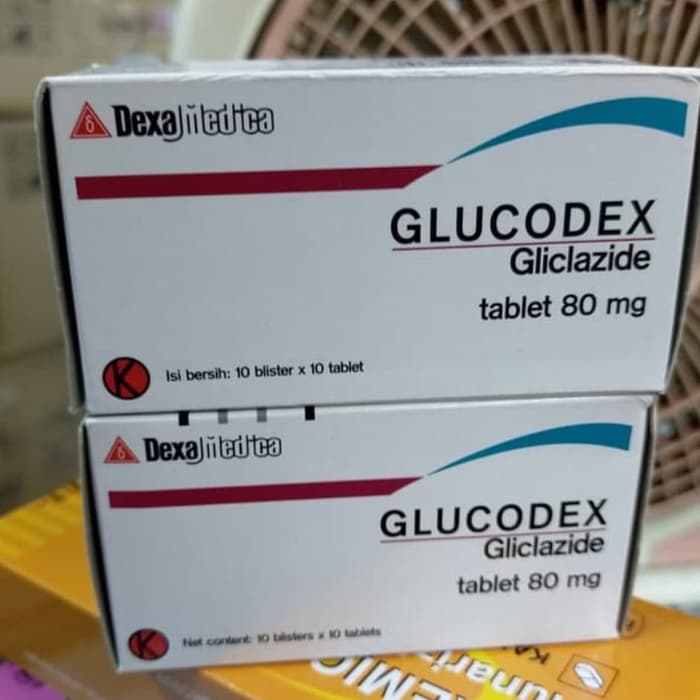 DexaMedica
GLUCODEX
Gliclazide
tablet 80 mg
K
Isi bersih: 10 blister x 10 tablet
DexaMedica
GLUCODEX
Gliclazide
tablet 80 mg
K
Net content: 10 blisters x 10 tablets